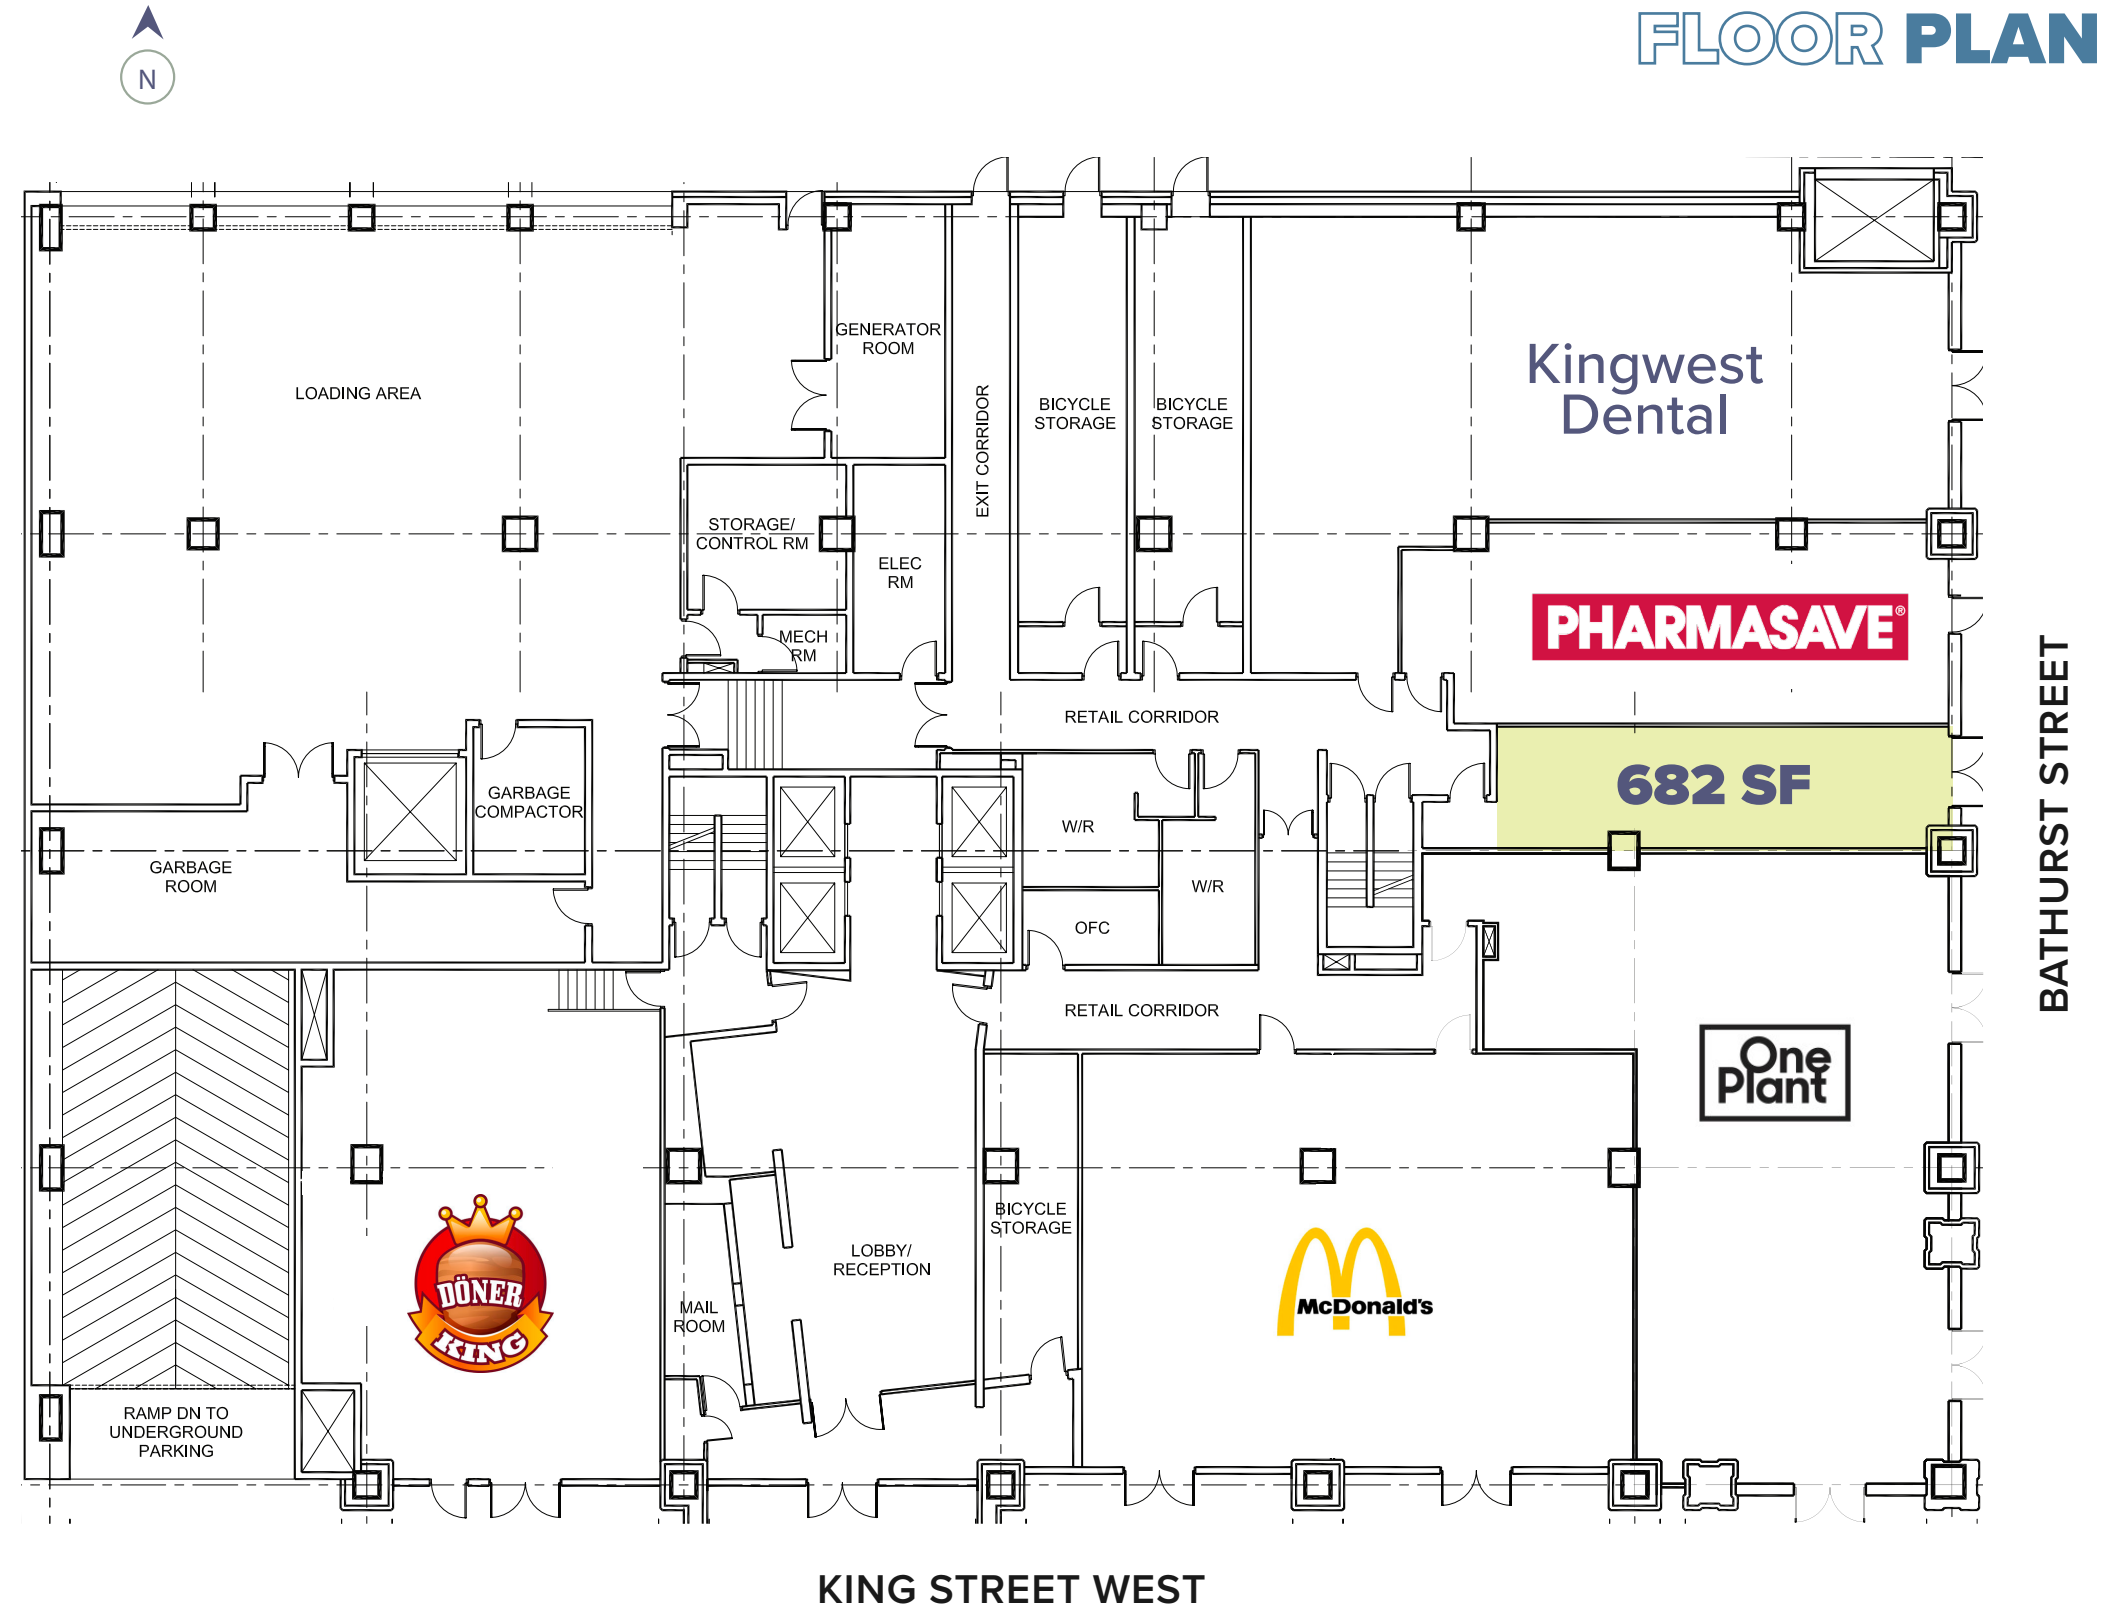 N
FLOOR PLAN
GENERATOR
ROOM
LOADING AREA
EXIT CORRIDOR
BICYCLE
STORAGE
BICYCLE
STORAGE
Kingwest
Dental
STORAGE/
CONTROL RM
ELEC
RM
MECH
RM
PHARMASAVE®
RETAIL CORRIDOR
BATHURST STREET
682 SF
GARBAGE
COMPACTOR
W/R
GARBAGE
ROOM
W/R
OFC
RETAIL CORRIDOR
One
Plant
BICYCLE
STORAGE
LOBBY/
RECEPTION
DÖNER
KING
MAIL
ROOM
McDonald's
RAMP DN TO
UNDERGROUND
PARKING
KING STREET WEST